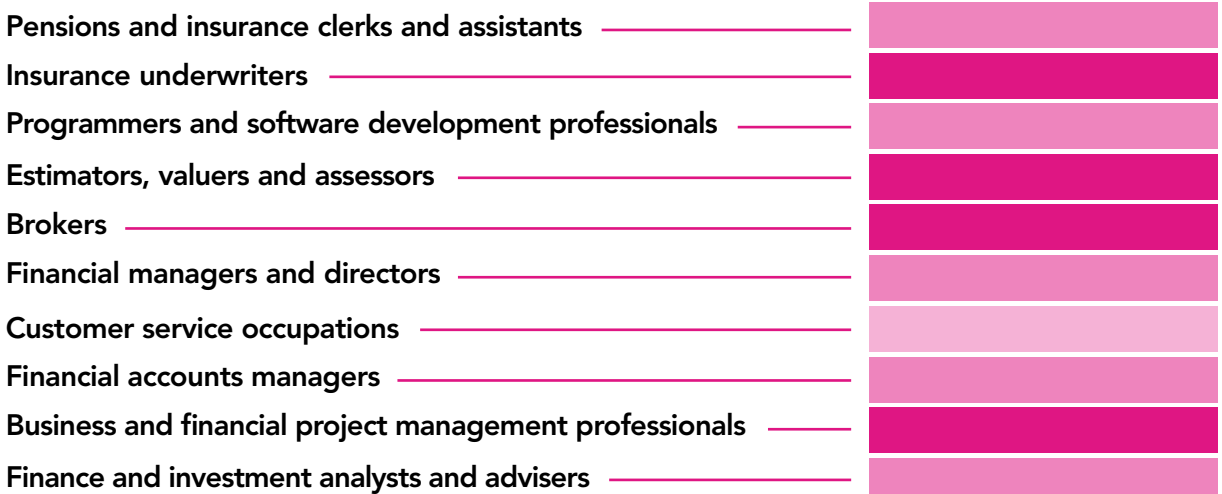 Pensions and insurance clerks and assistants
Insurance underwriters
Programmers and software development professionals
Estimators, valuers and assessors
Brokers
Financial managers and directors
Customer service occupations
Financial accounts managers
Business and financial project management professionals
Finance and investment analysts and advisers